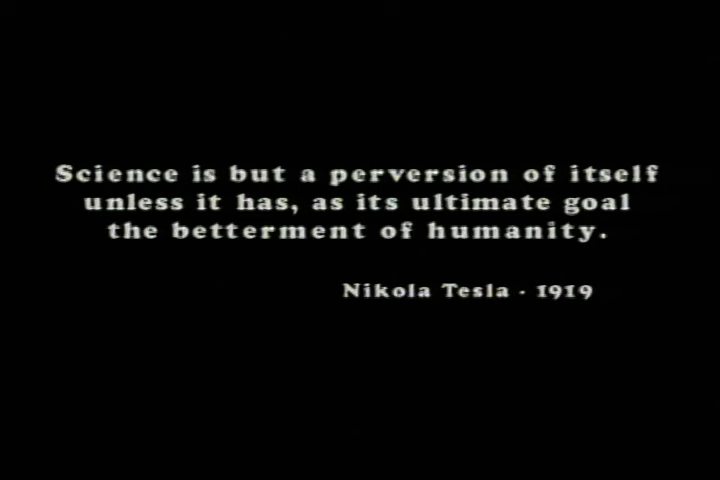 Science is but a perversion of itself
unless it has, as its ultimate goal
the betterment of humanity.
Nikola Tesla - 1919